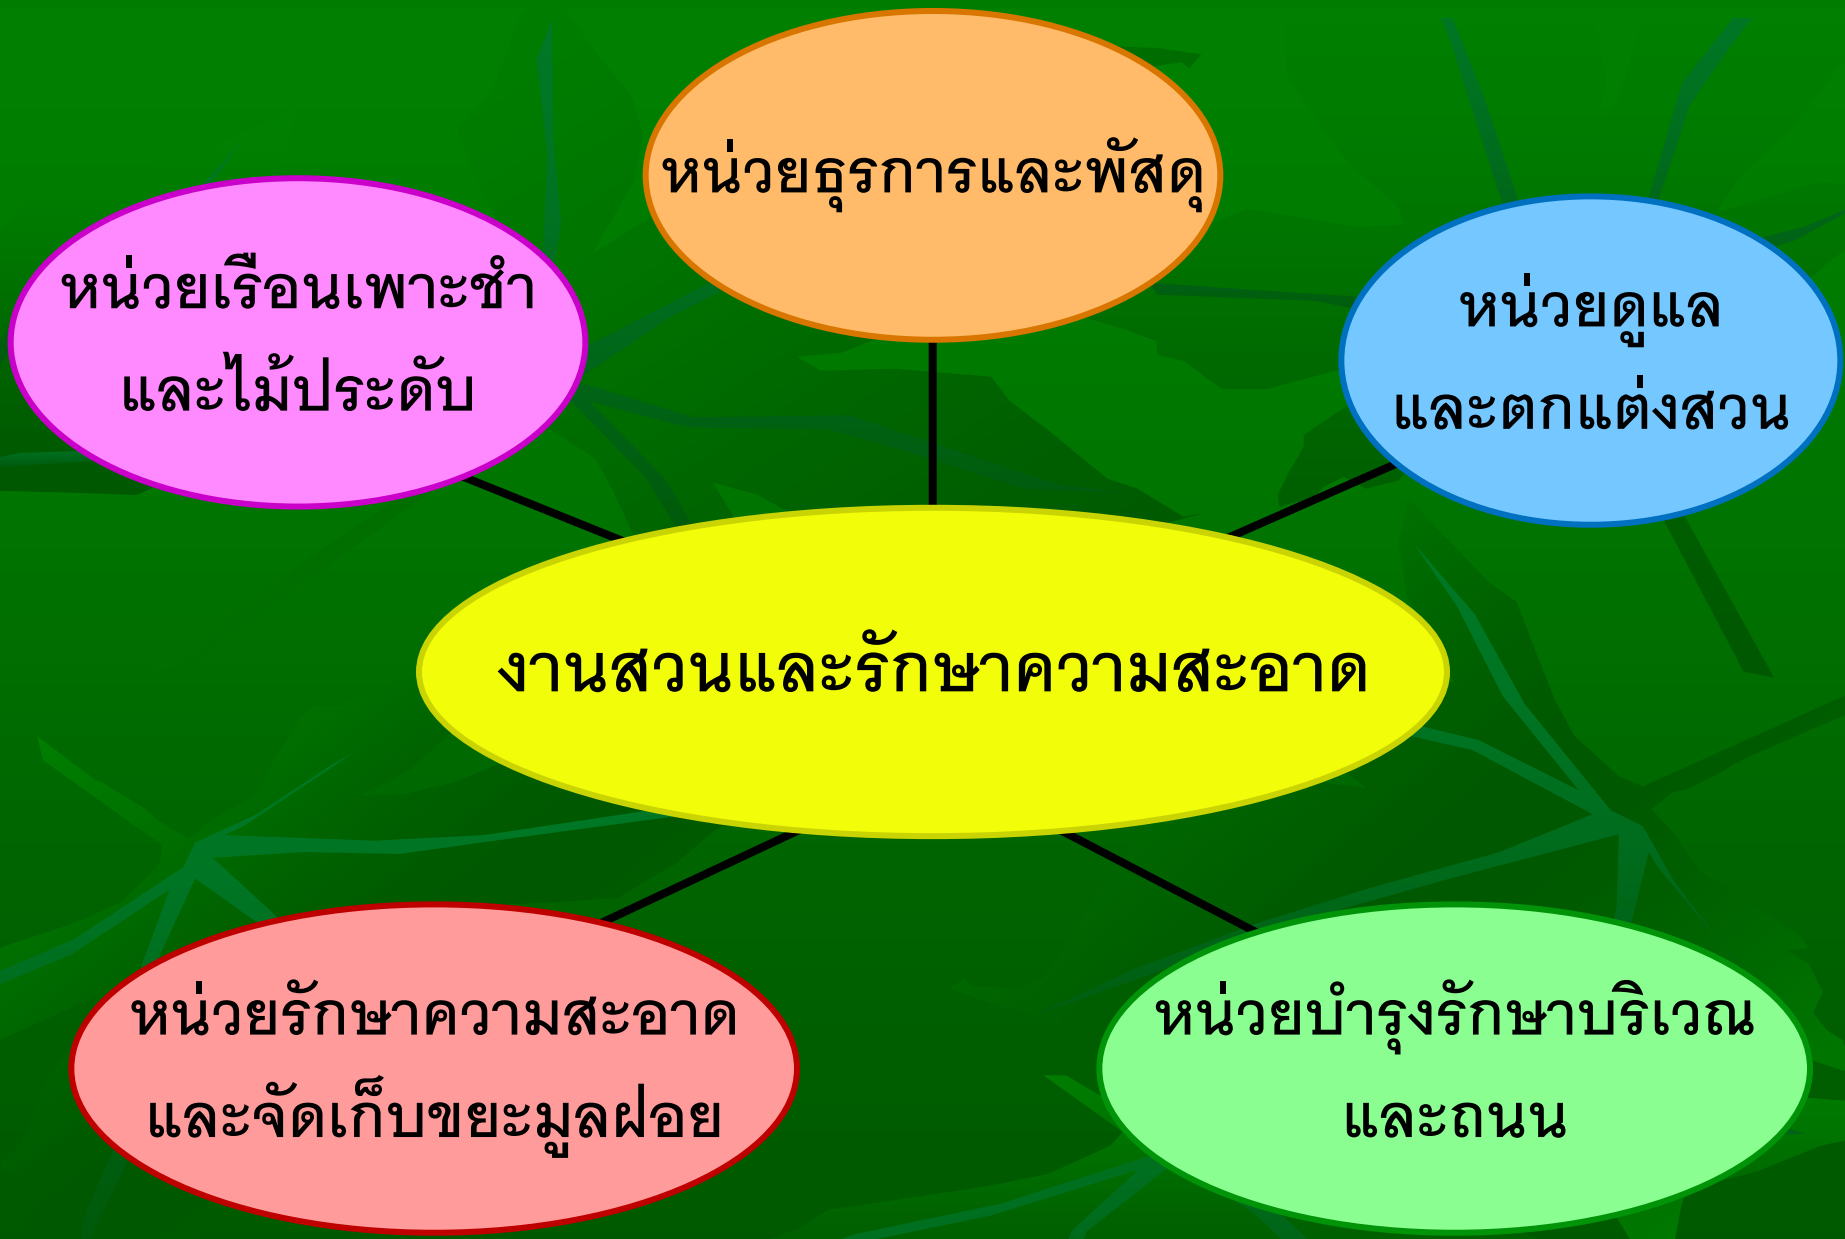 หน่วยธุรการและพัสดุ
หน่วยเรือนเพาะชำ
และไม้ประดับ
หน่วยดูแล
และตกแต่งสวน
งานสวนและรักษาความสะอาด
หน่วยรักษาความสะอาด
และจัดเก็บขยะมูลฝอย
หน่วยบำรุงรักษาบริเวณ
และถนน